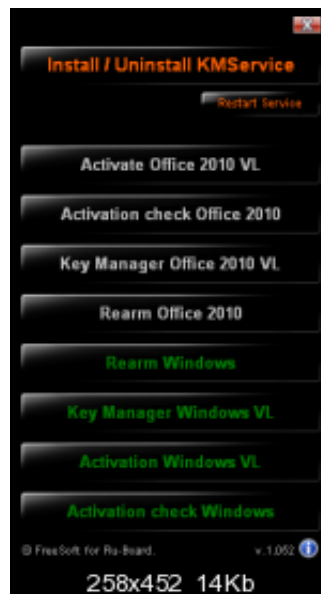 Install / Uninstall KMService
Restart Service
Activate Office 2010 VL
Activation check Office 2010
Key Manager Office 2010 VL
Rearm Office 2010
Rearm Windows
Key Manager Windows VL
Activation Windows VL
Activation check Windows
© FreeSoft for Ru-Board. v.1.052
258x452 14Kb